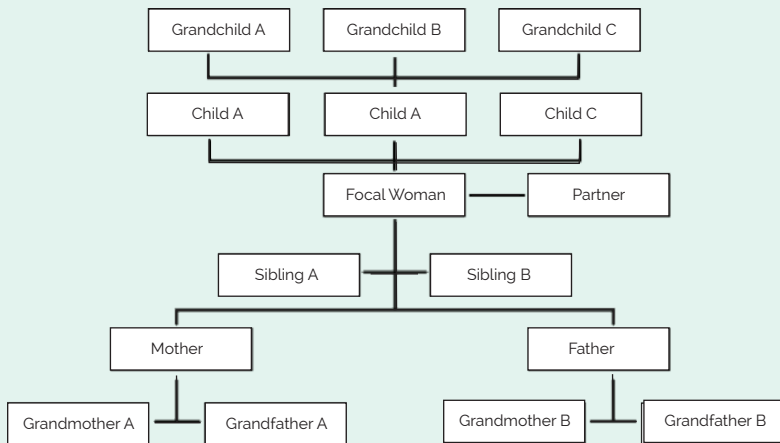 Grandchild A
Grandchild B
Grandchild C
Child A
Child A
Child C
Focal Woman
Partner
Sibling A
Sibling B
Mother
Father
Grandmother A
Grandfather A
Grandmother B
Grandfather B